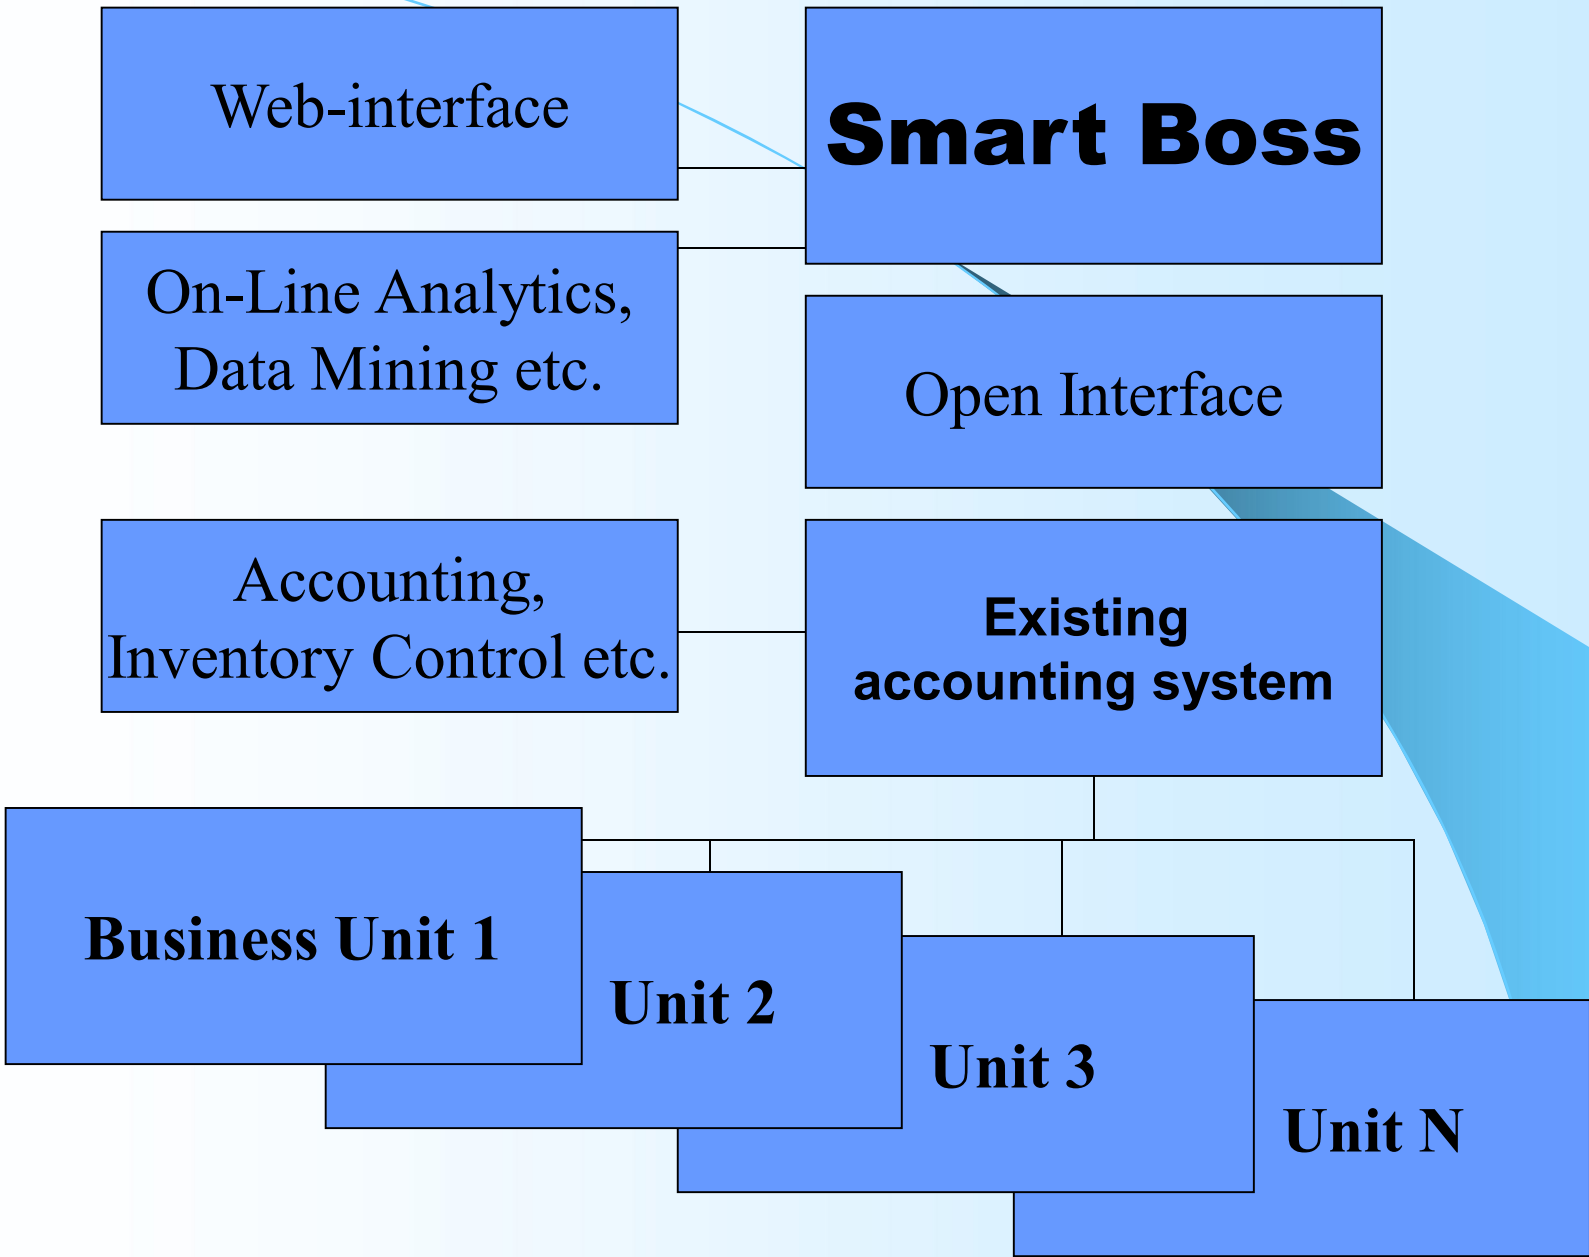 Web-interface
Smart Boss
On-Line Analytics,
Data Mining etc.
Open Interface
Accounting,
Inventory Control etc.
Existing
accounting system
Business Unit 1
Unit 2
Unit 3
Unit N